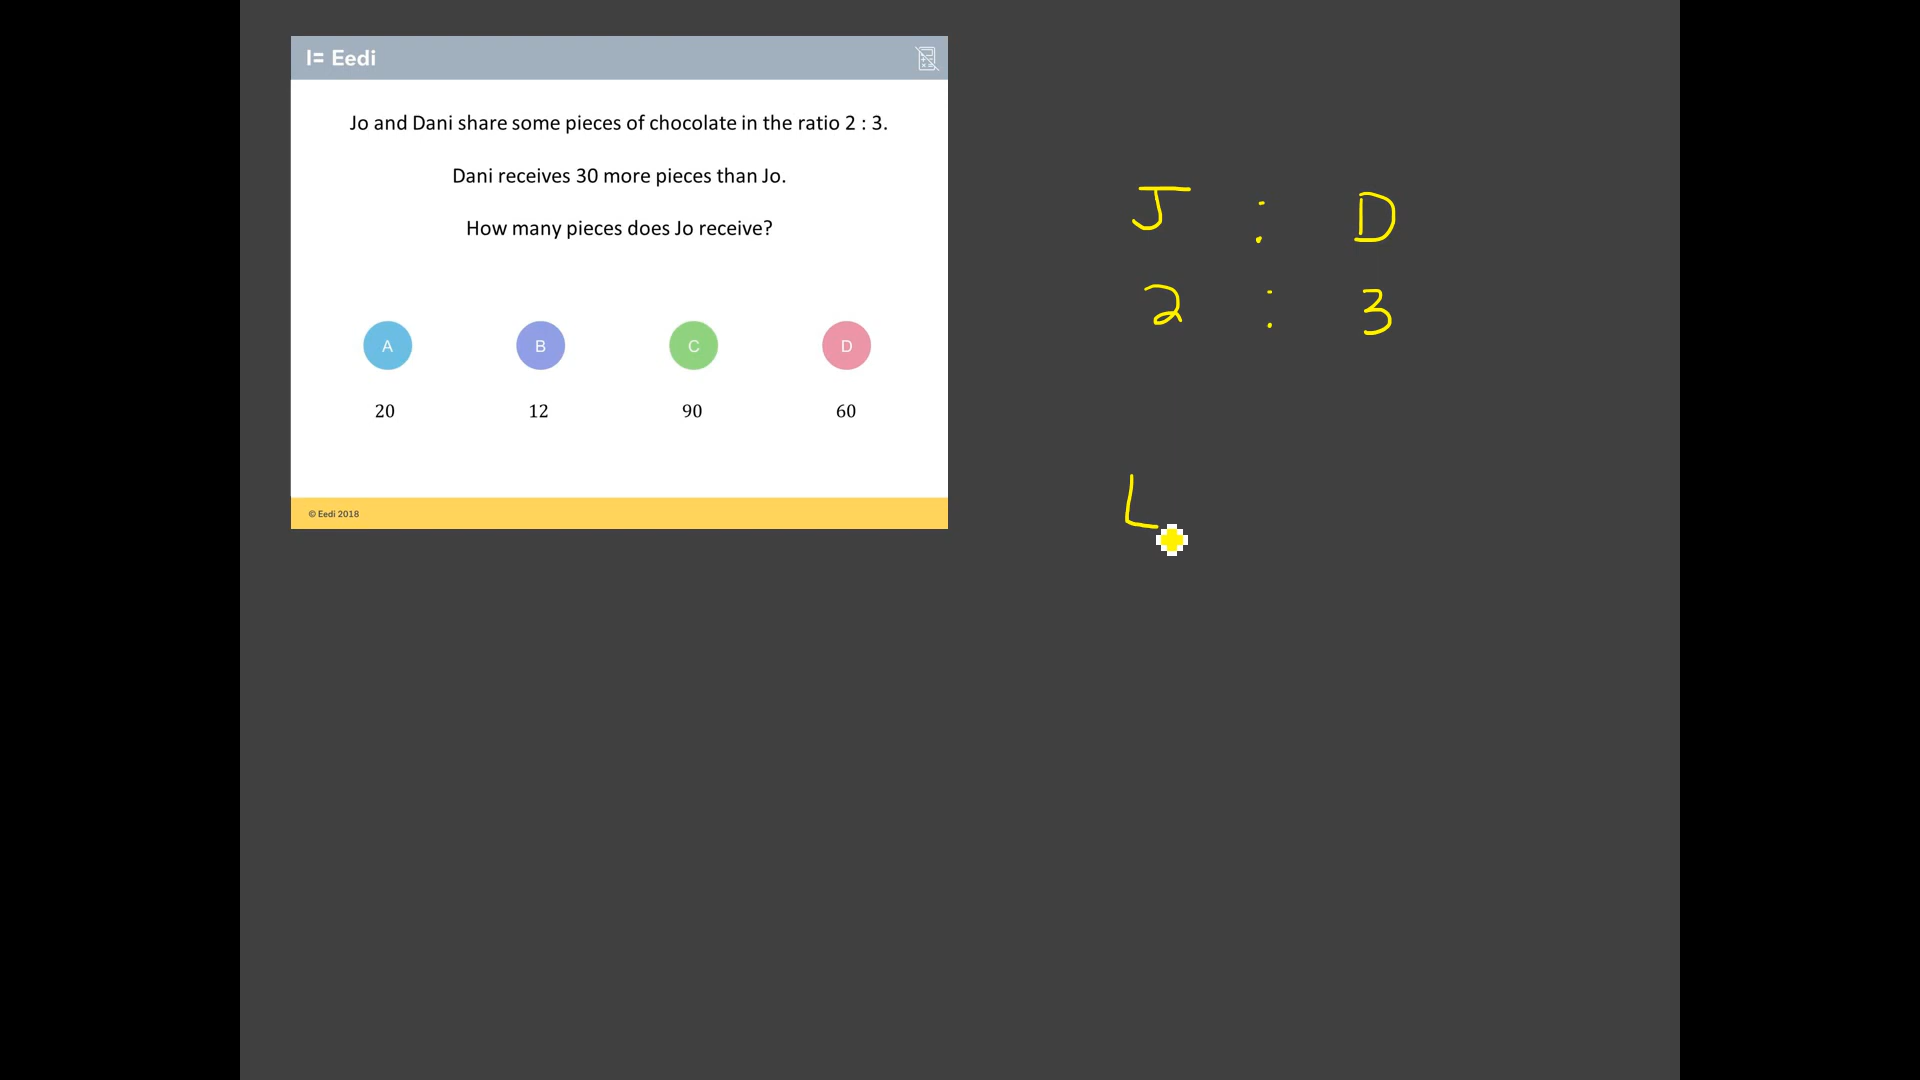 Eedi
Jo and Dani share some pieces of chocolate in the ratio 2 : 3.
Dani receives 30 more pieces than Jo.
How many pieces does Jo receive?
A B C D
20 12 90 60
© Eedi 2018
J : D
2 : 3